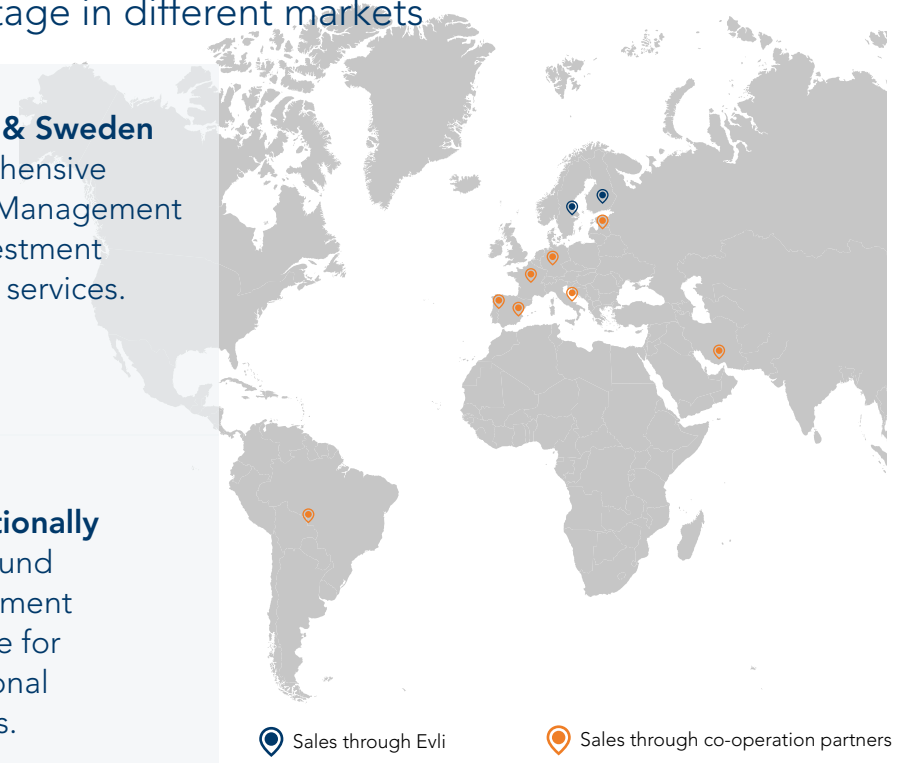 tage in different markets
& Sweden
hensive
Management
estment
services.
tionally
und
ment
e for
onal
s.
Sales through Evli
Sales through co-operation partners